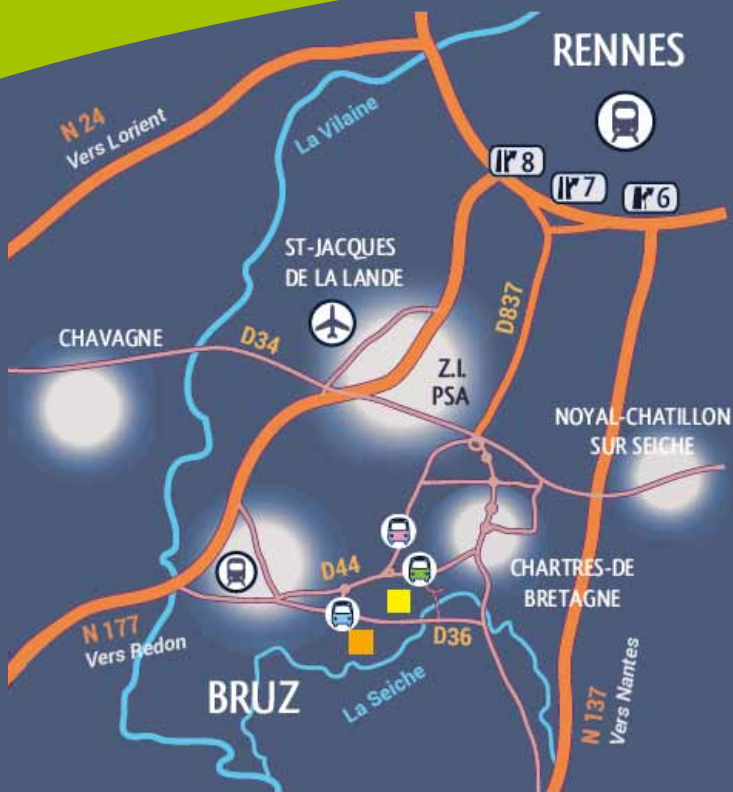 RENNES
N 24
Vers Lorient
La Vilaine
8
7
6
ST-JACQUES
DE LA LANDE
D837
CHAVAGNE
D34
Z.I.
PSA
NOYAL-CHATILLON
SUR SEICHE
D44
CHARTRES-DE
BRETAGNE
N 177
Vers Redon
D36
BRUZ
La Seiche
N 137
Vers Nantes